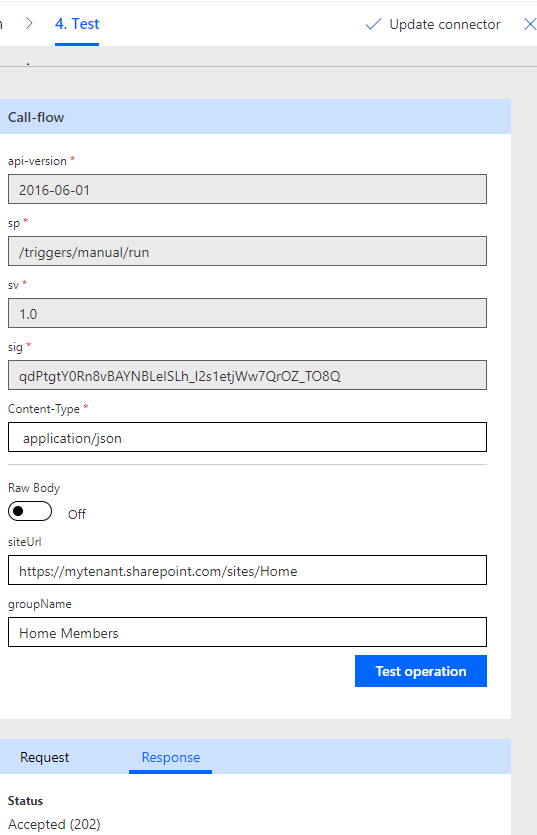 4. Test
Update connector
Call-flow
api-version *
2016-06-01
sp *
/triggers/manual/run
sv *
1.0
sig *
qdPtgtY0Rn8vBAYNBLeISLh_I2s1etjWw7QrOZ_TO8Q
Content-Type *
application/json
Raw Body
Off
siteUrl
https://mytenant.sharepoint.com/sites/Home
groupName
Home Members
Test operation
Request Response
Status
Accepted (202)